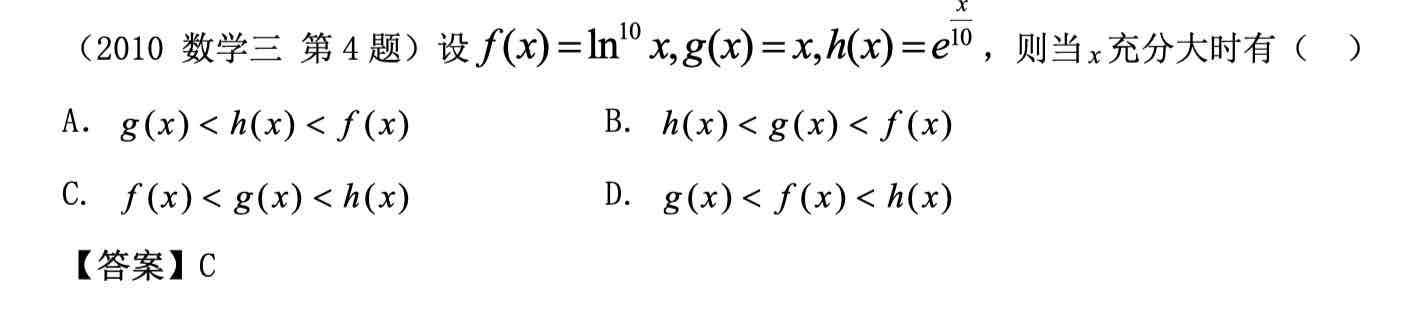 (2010 数学三 第 4 题) 设 f(x)=ln¹⁰ x, g(x)=x, h(x)=e^{\frac{x}{10}}, 则当 x 充分大时有 ( )
A. g(x)<h(x)<f(x) B. h(x)<g(x)<f(x)
C. f(x)<g(x)<h(x) D. g(x)<f(x)<h(x)
【答案】C